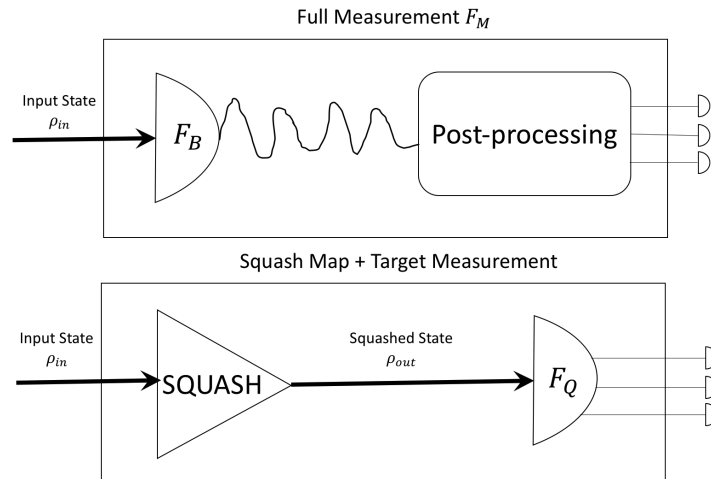 Full Measurement F_M
Input State
ρ_in
F_B
Post-processing
Squash Map + Target Measurement
Input State
ρ_in
SQUASH
Squashed State
ρ_out
F_Q